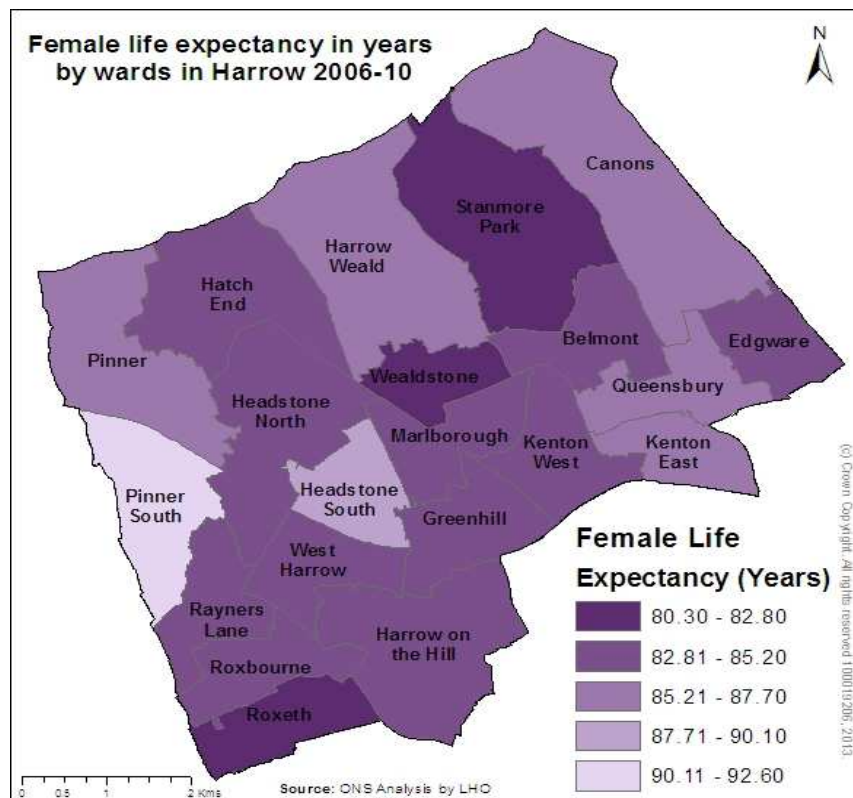 Female life expectancy in years
by wards in Harrow 2006-10
N
Canons
Stanmore
Park
Harrow
Weald
Hatch
End
Belmont
Edgware
Pinner
Wealdstone
Queensbury
Headstone
North
Marlborough
Kenton
West
Kenton
East
Pinner
South
Headstone
South
Greenhill
West
Harrow
Rayners
Lane
Harrow on
the Hill
Roxbourne
Roxeth
Female Life
Expectancy (Years)
80.30 - 82.80
82.81 - 85.20
85.21 - 87.70
87.71 - 90.10
90.11 - 92.60
0 0.5 1 2 Kms
Source: ONS Analysis by LHO
(c) Crown Copyright. All rights reserved 100019206, 2013